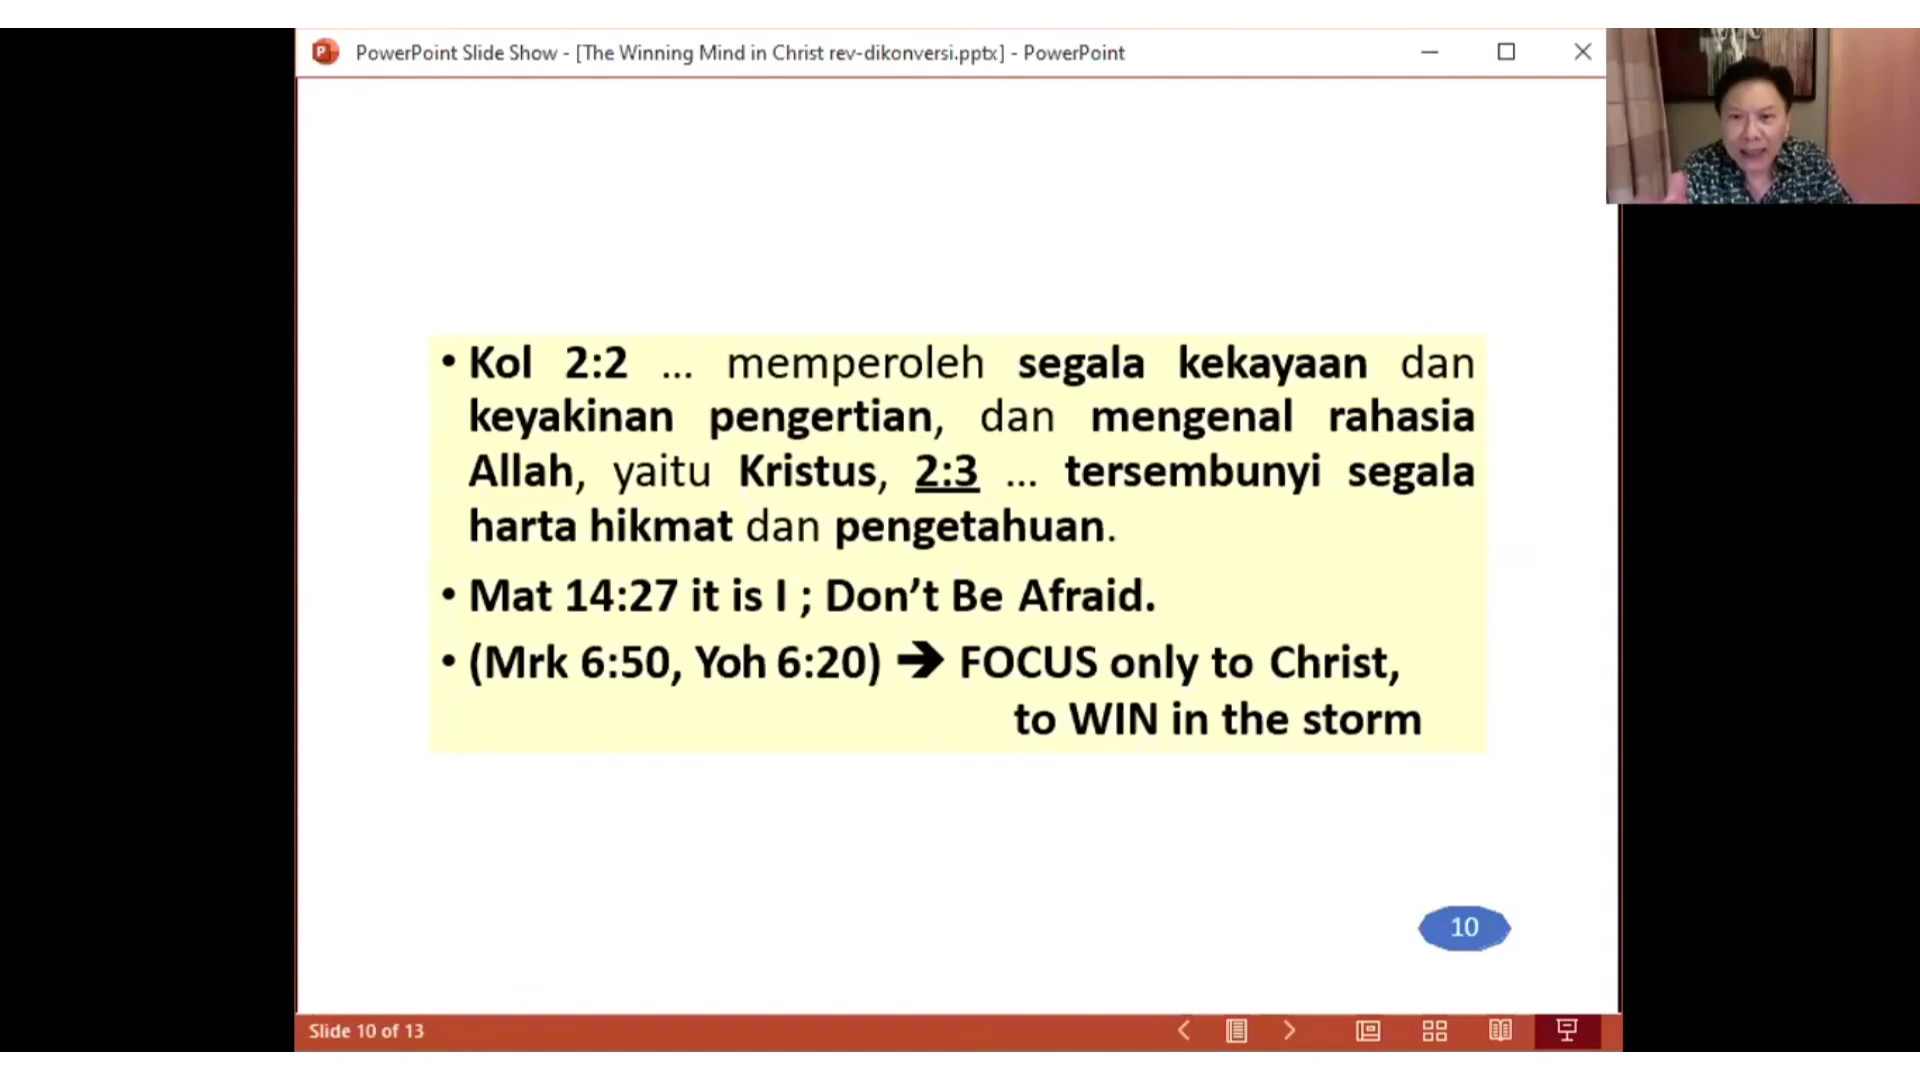 PowerPoint Slide Show - [The Winning Mind in Christ rev-dikonversi.pptx] - PowerPoint
• Kol 2:2 ... memperoleh segala kekayaan dan
keyakinan pengertian, dan mengenal rahasia
Allah, yaitu Kristus, 2:3 ... tersembunyi segala
harta hikmat dan pengetahuan.
• Mat 14:27 it is I ; Don't Be Afraid.
• (Mrk 6:50, Yoh 6:20) ➔ FOCUS only to Christ,
to WIN in the storm
10
Slide 10 of 13